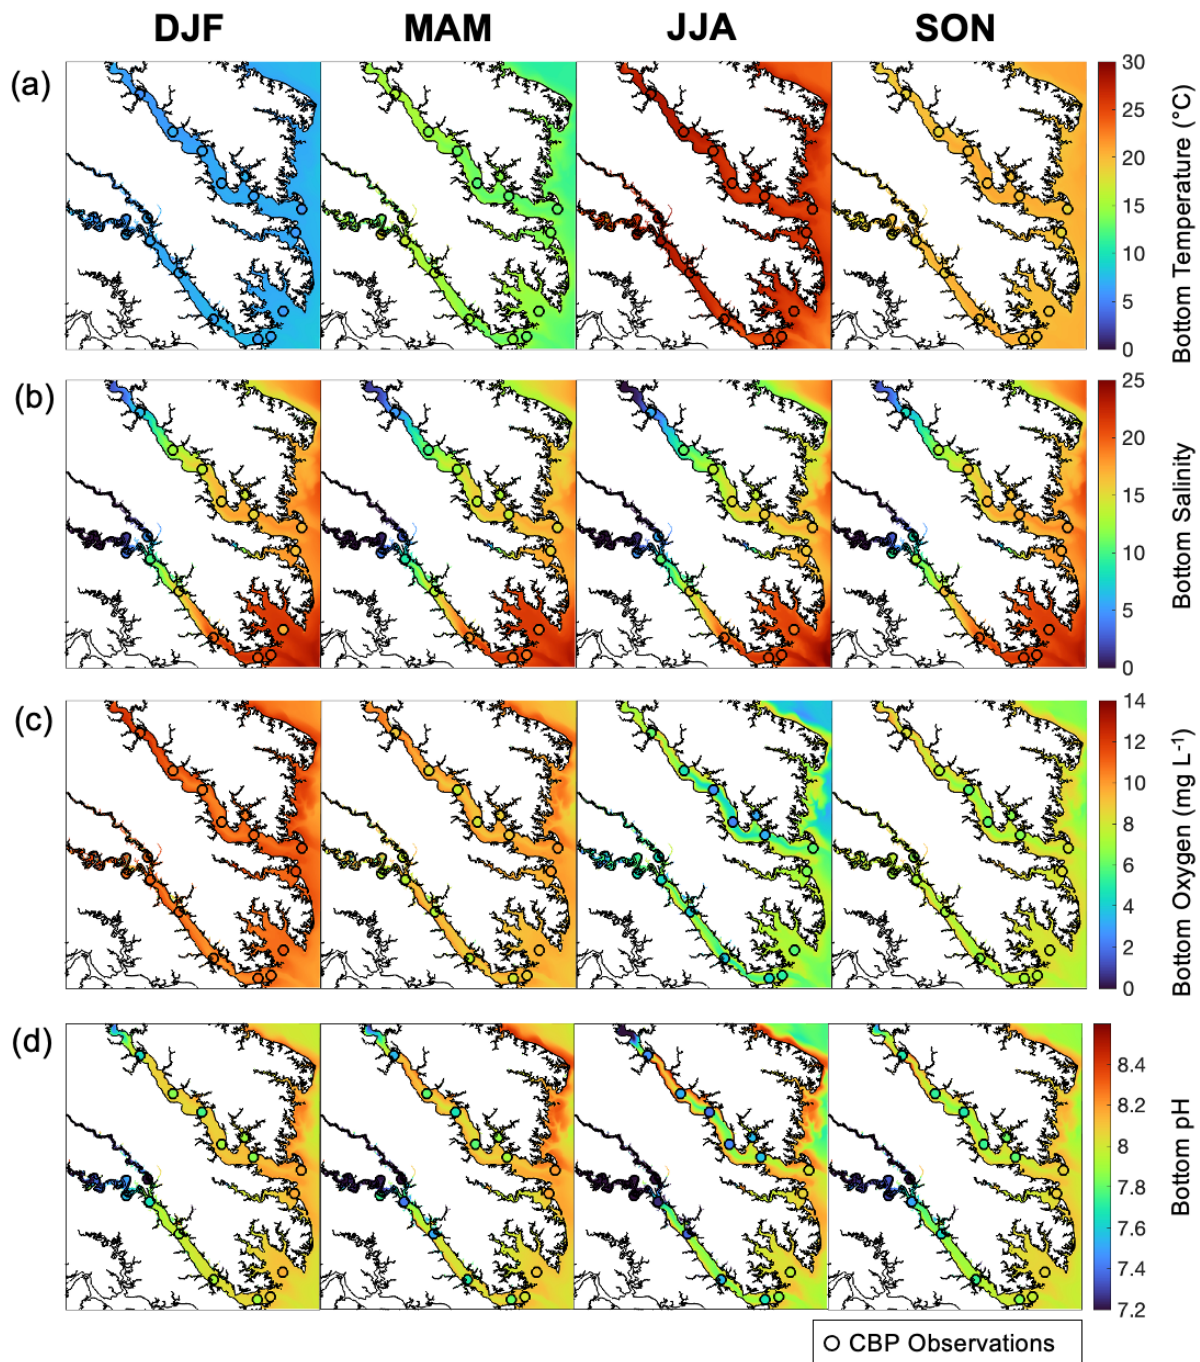 DJF MAM JJA SON
(a)
30
25
20
15
10
5
0
Bottom Temperature (°C)
(b)
25
20
15
10
5
0
Bottom Salinity
(c)
14
12
10
8
6
4
2
0
Bottom Oxygen (mg L-1)
(d)
8.4
8.2
8
7.8
7.6
7.4
7.2
Bottom pH
CBP Observations